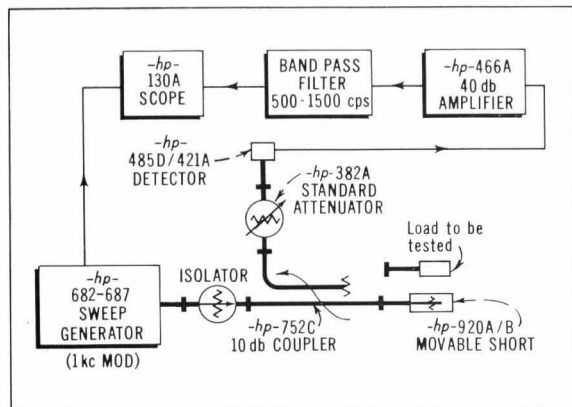 -hp-
130A
SCOPE
BAND PASS
FILTER
500-1500 cps
-hp-466A
40 db
AMPLIFIER
-hp-
485D/421A
DETECTOR
-hp-382A
STANDARD
ATTENUATOR
Load to be
tested
-hp-
682-687
SWEEP
GENERATOR
(1 kc MOD)
ISOLATOR
-hp-752C
10 db COUPLER
-hp-920A/B
MOVABLE SHORT